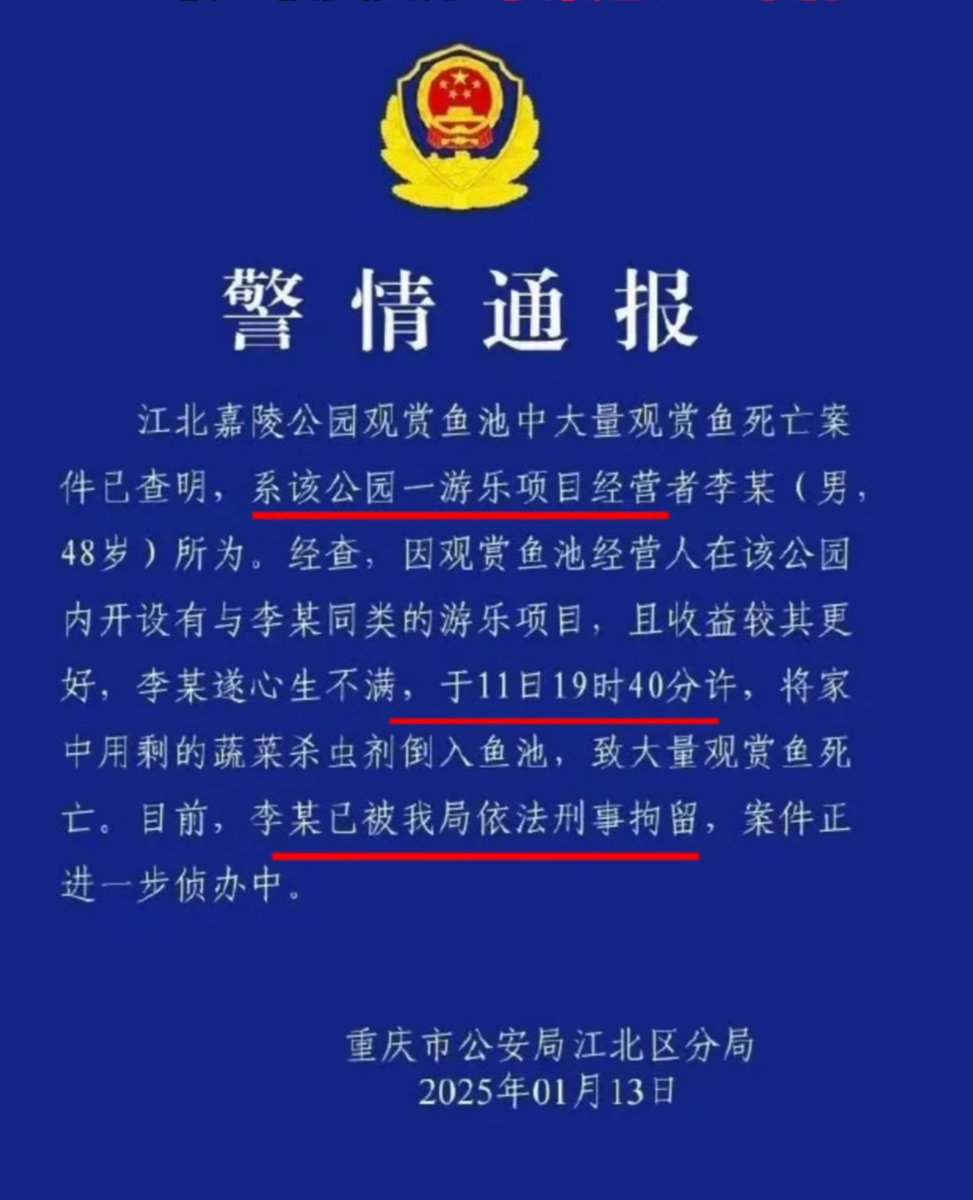 警情通报
江北嘉陵公园观赏鱼池中大量观赏鱼死亡案
件已查明，系该公园一游乐项目经营者李某（男，
48岁）所为。经查，因观赏鱼池经营人在该公园
内开设有与李某同类的游乐项目，且收益较其更
好，李某遂心生不满，于11日19时40分许，将家
中用剩的蔬菜杀虫剂倒入鱼池，致大量观赏鱼死
亡。目前，李某已被我局依法刑事拘留，案件正
进一步侦办中。
重庆市公安局江北区分局
2025年01月13日